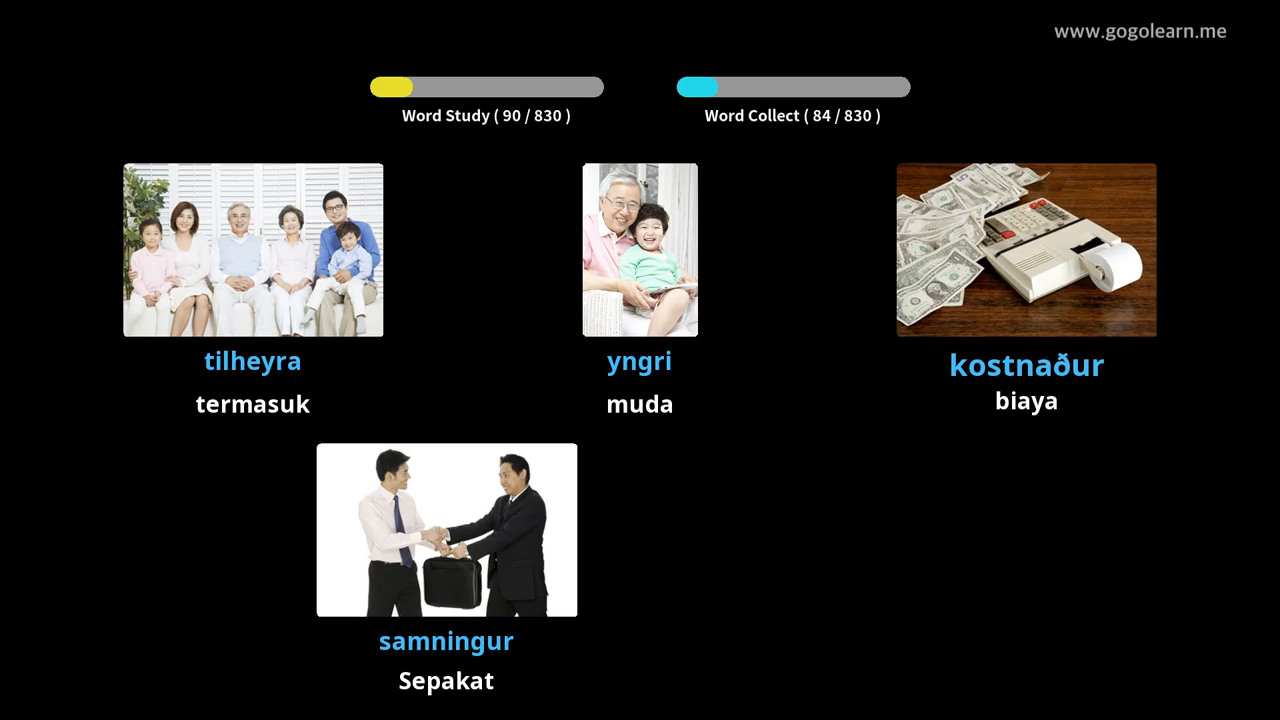 www.gogolearn.me
Word Study ( 90 / 830 )
Word Collect ( 84 / 830 )
tilheyra
termasuk
yngri
muda
kostnaður
biaya
samningur
Sepakat